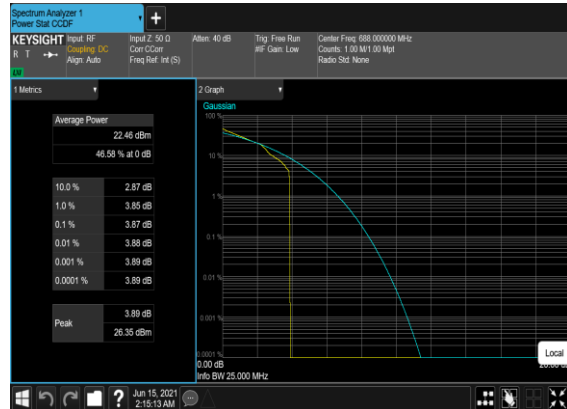 Spectrum Analyzer 1
Power Stat CCDF
+
KEYSIGHT
R T
LW
Input: RF
Coupling: DC
Align: Auto
Input Z: 50 Ω
Corr CCorr
Freq Ref: Int (S)
Atten: 40 dB
Trig: Free Run
#IF Gain: Low
Center Freq: 688.000000 MHz
Counts: 1.00 M/1.00 Mpt
Radio Std: None
1 Metrics
Average Power
22.46 dBm
46.58 % at 0 dB
10.0 % 2.87 dB
1.0 % 3.85 dB
0.1 % 3.87 dB
0.01 % 3.88 dB
0.001 % 3.89 dB
0.0001 % 3.89 dB
Peak
3.89 dB
26.35 dBm
2 Graph
Gaussian
100 %
10 %
1 %
0.1 %
0.01 %
0.001 %
0.0001 %
0.00 dB
Info BW 25.000 MHz
Local
?
Jun 15, 2021
2:15:13 AM